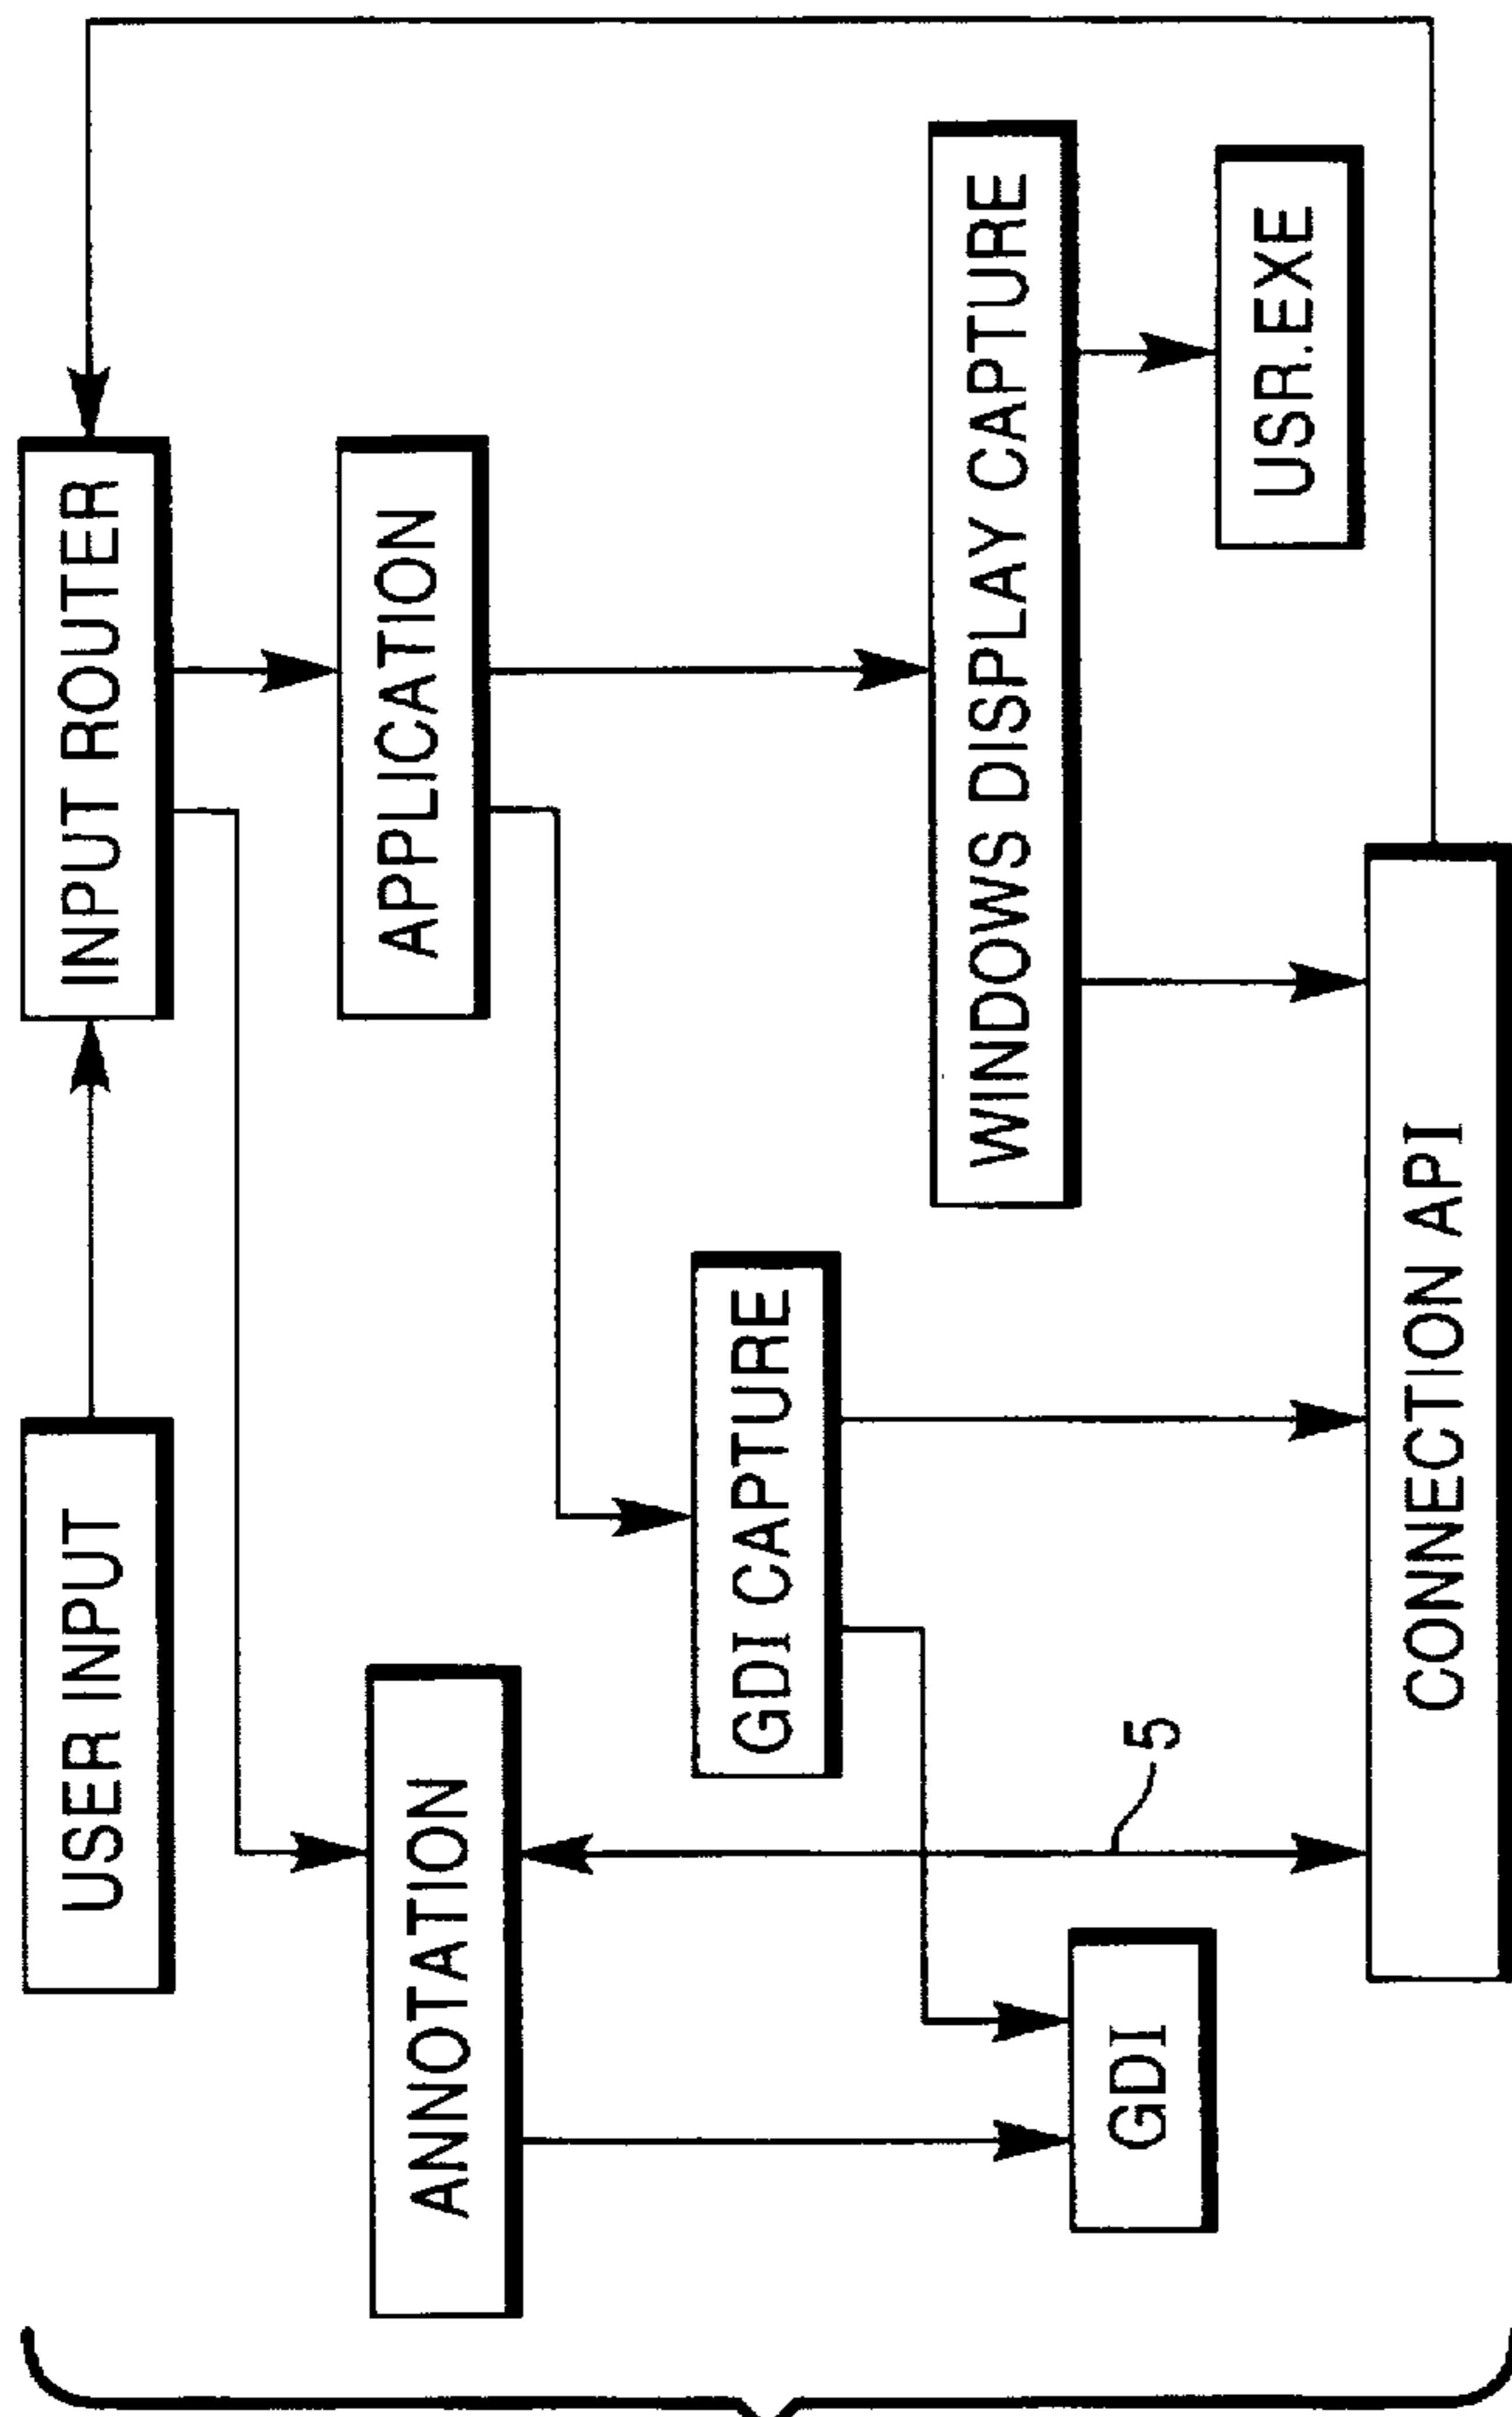 USER INPUT
INPUT ROUTER
ANNOTATION
APPLICATION
GDI CAPTURE
WINDOWS DISPLAY CAPTURE
5
GDI
USR.EXE
CONNECTION API